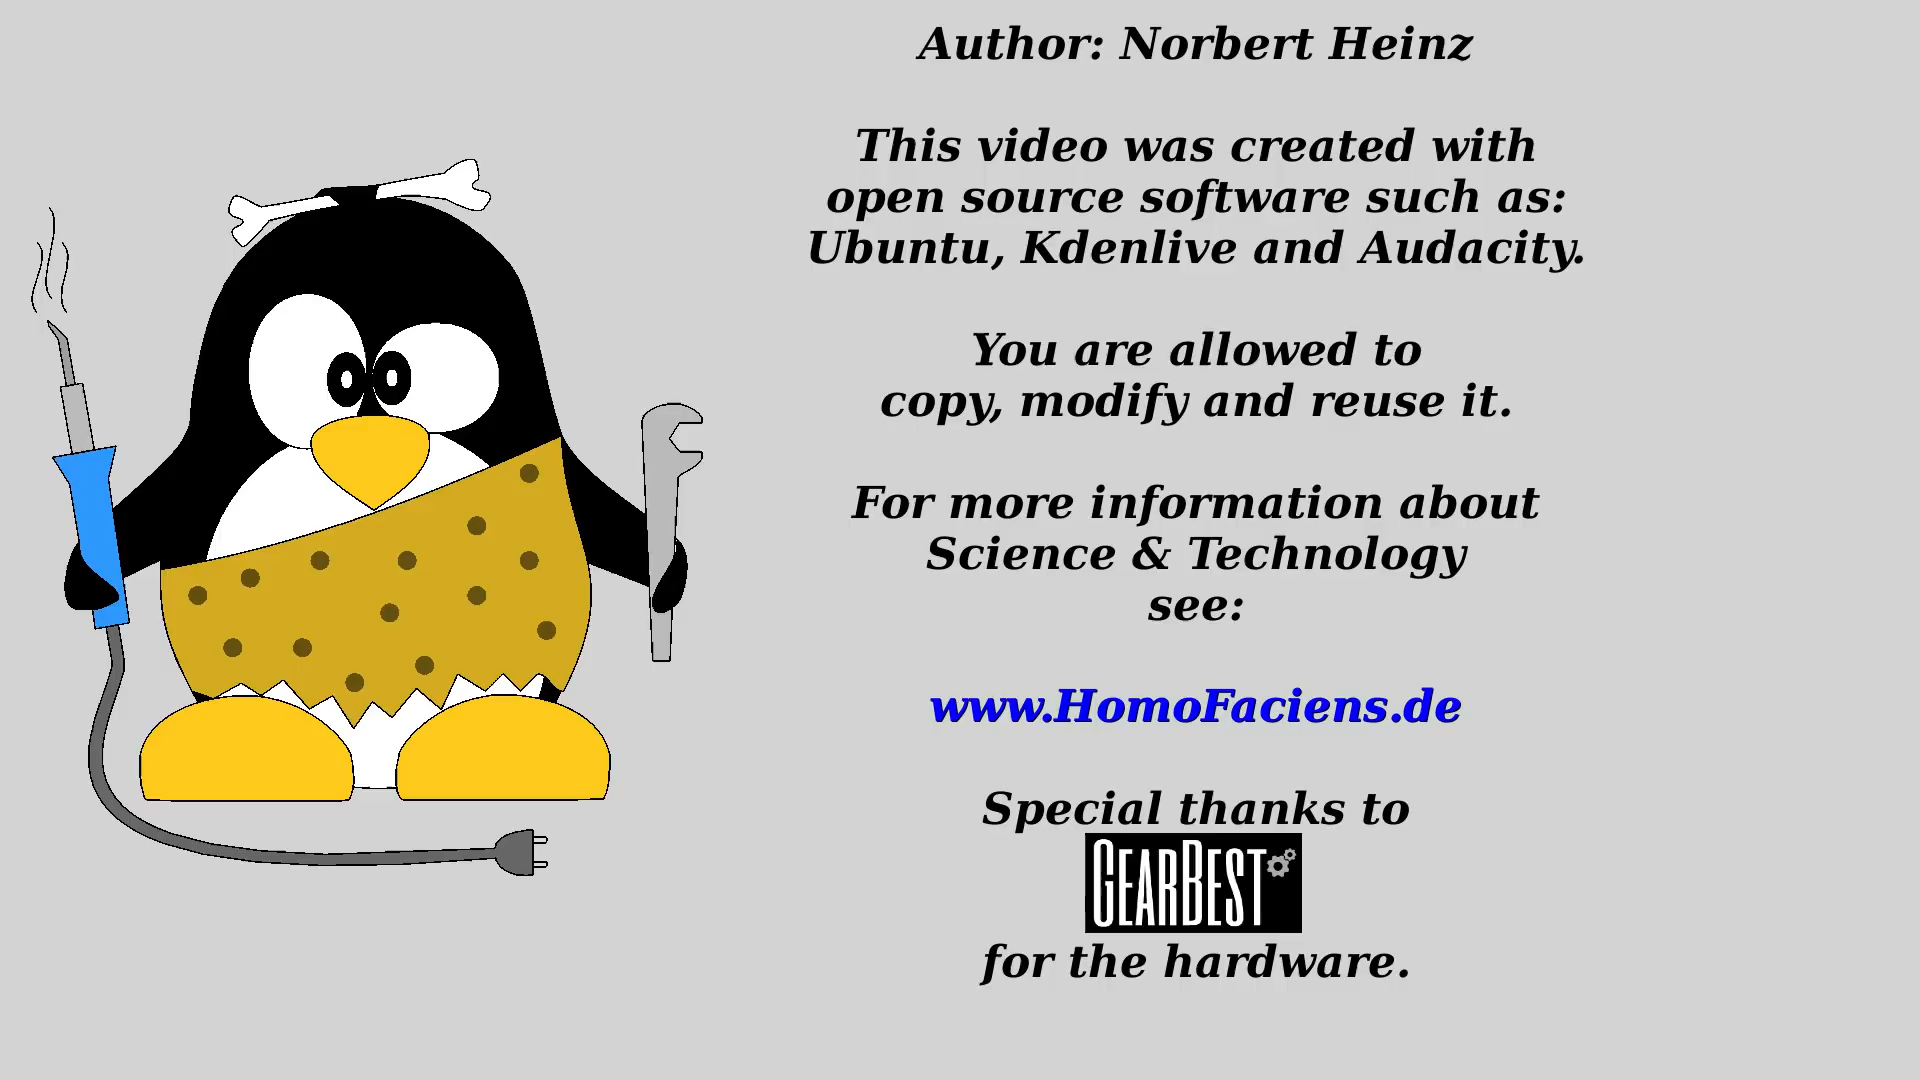 Author: Norbert Heinz
This video was created with
open source software such as:
Ubuntu, Kdenlive and Audacity.
You are allowed to
copy, modify and reuse it.
For more information about
Science & Technology
see:
www.HomoFaciens.de
Special thanks to
GEARBEST
for the hardware.